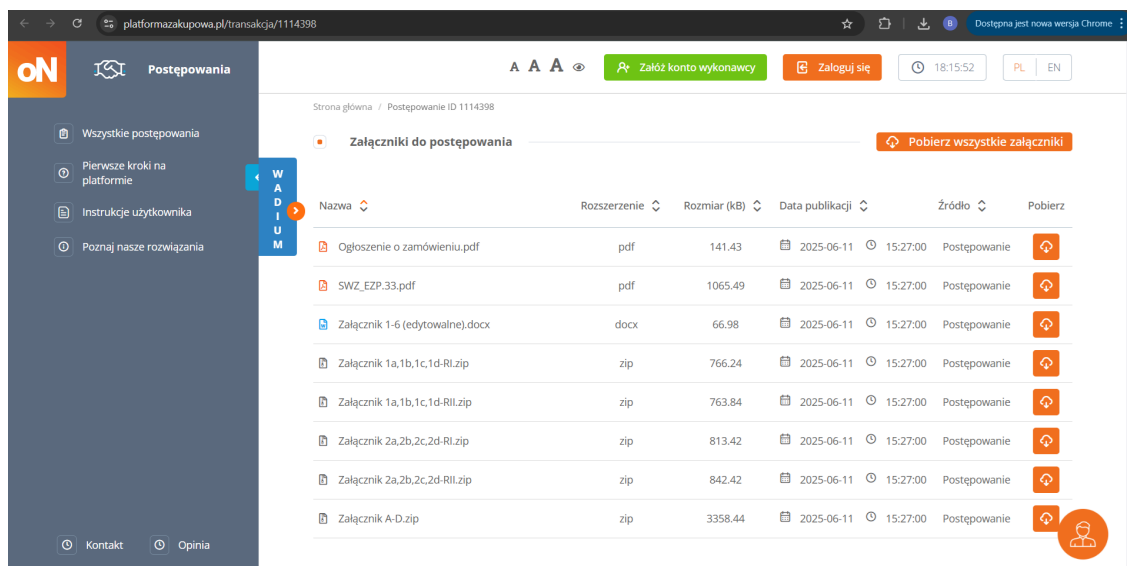 platformazakupowa.pl/transakcja/1114398
B
Dostępna jest nowa wersja Chrome
oN
Postępowania
A A A
Załóż konto wykonawcy
Zaloguj się
18:15:52
PL | EN
Wszystkie postępowania
Pierwsze kroki na
platformie
Instrukcje użytkownika
Poznaj nasze rozwiązania
Kontakt
Opinia
WADIUM
Strona główna / Postępowanie ID 1114398
Załączniki do postępowania
Pobierz wszystkie załączniki
Nazwa Rozszerzenie Rozmiar (kB) Data publikacji Źródło Pobierz
Ogłoszenie o zamówieniu.pdf pdf 141.43 2025-06-11 15:27:00 Postępowanie
SWZ_EZP.33.pdf pdf 1065.49 2025-06-11 15:27:00 Postępowanie
Załącznik 1-6 (edytowalne).docx docx 66.98 2025-06-11 15:27:00 Postępowanie
Załącznik 1a,1b,1c,1d-RI.zip zip 766.24 2025-06-11 15:27:00 Postępowanie
Załącznik 1a,1b,1c,1d-RII.zip zip 763.84 2025-06-11 15:27:00 Postępowanie
Załącznik 2a,2b,2c,2d-RI.zip zip 813.42 2025-06-11 15:27:00 Postępowanie
Załącznik 2a,2b,2c,2d-RII.zip zip 842.42 2025-06-11 15:27:00 Postępowanie
Załącznik A-D.zip zip 3358.44 2025-06-11 15:27:00 Postępowanie